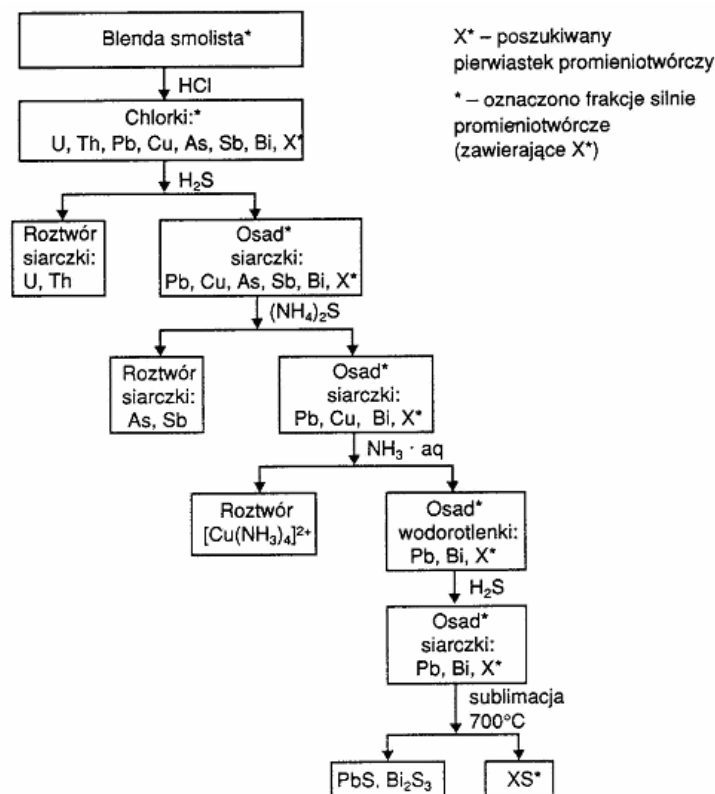 Blenda smolista*
HCl
Chlorki:*
U, Th, Pb, Cu, As, Sb, Bi, X*
H₂S
Roztwór
siarczki:
U, Th
Osad*
siarczki:
Pb, Cu, As, Sb, Bi, X*
(NH₄)₂S
Roztwór
siarczki:
As, Sb
Osad*
siarczki:
Pb, Cu, Bi, X*
NH₃ · aq
Roztwór
[Cu(NH₃)₄]²⁺
Osad*
wodorotlenki:
Pb, Bi, X*
H₂S
Osad*
siarczki:
Pb, Bi, X*
sublimacja
700°C
PbS, Bi₂S₃
XS*
X* – poszukiwany
pierwiastek promieniotwórczy
* – oznaczono frakcje silnie
promieniotwórcze
(zawierające X*)